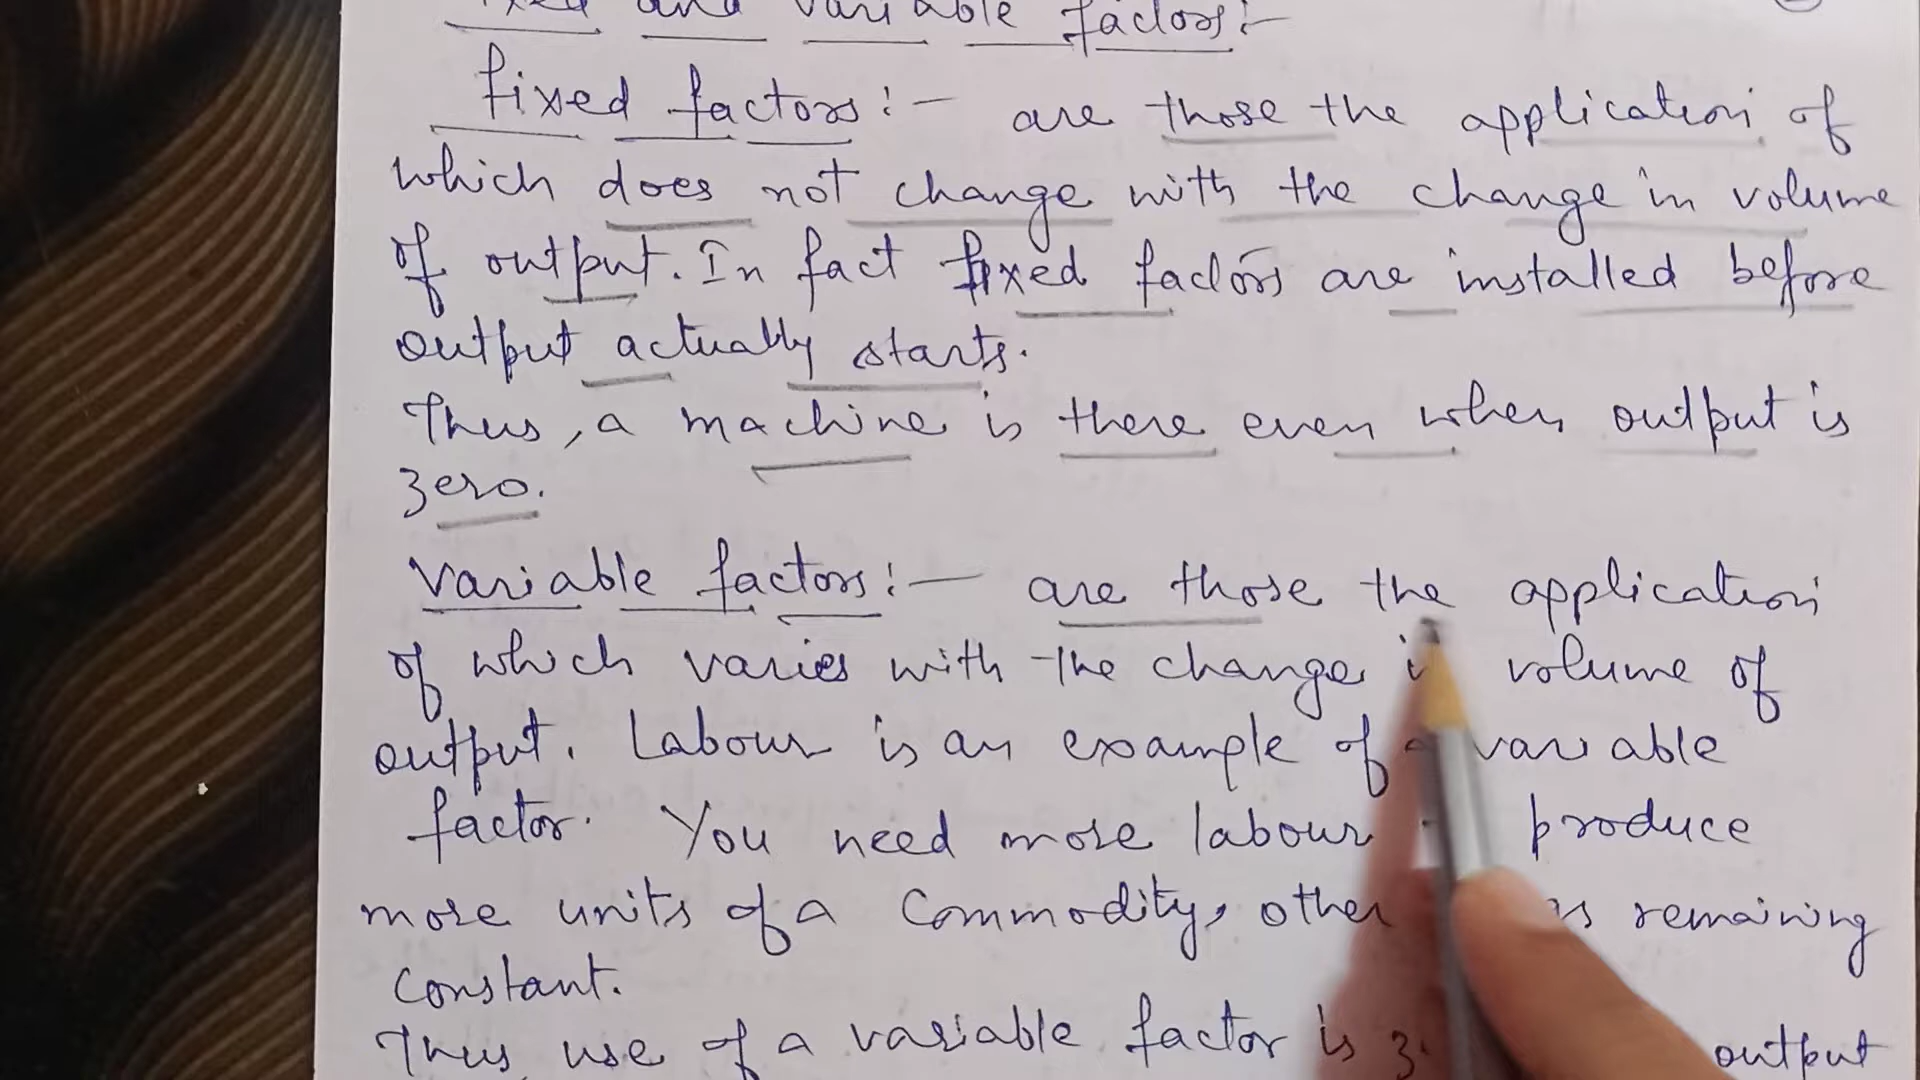 and variable factors:-
fixed factors:- are those the application of
which does not change with the change in volume
of output. In fact fixed factors are installed before
output actually starts.
Thus, a machine is there even when output is
zero.
Variable factors:- are those the application
of which varies with the change volume of
output. Labour is an example of variable
factor. You need more labour produce
more units of a Commodity, other remaining
constant.
Thus use of a variable factor is output